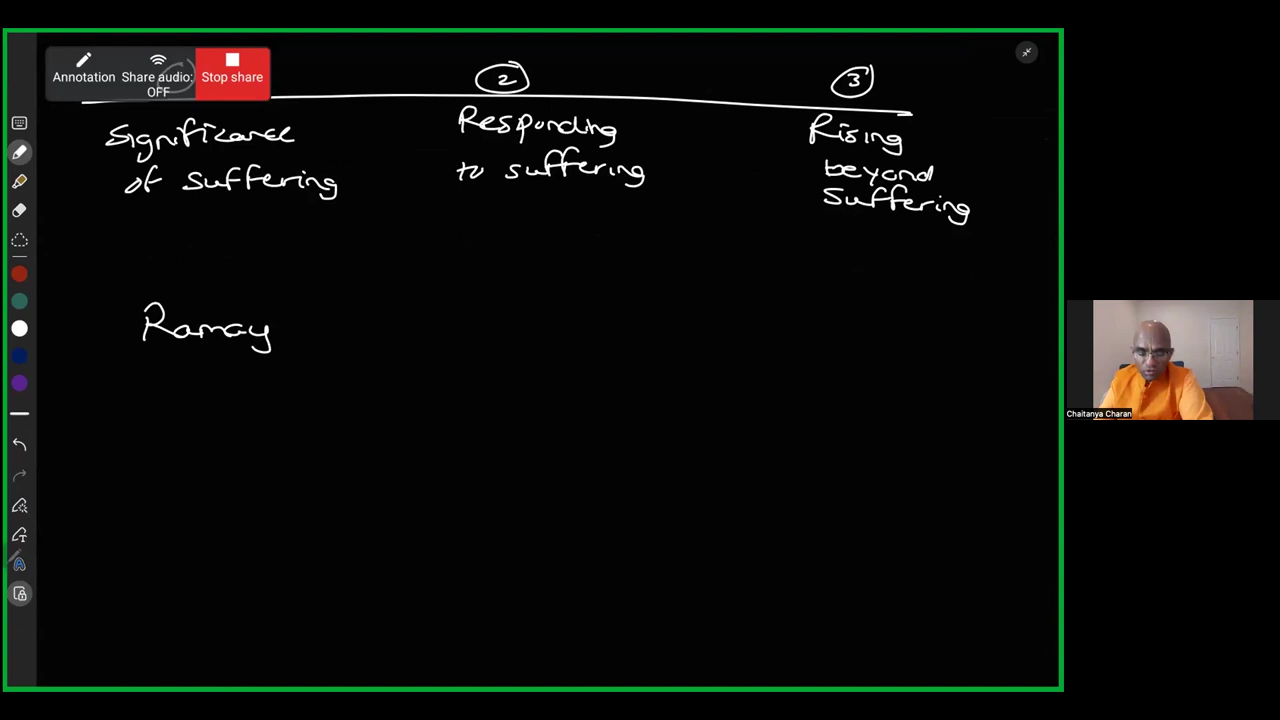 Annotation
Share audio:
OFF
Stop share
2
3
Significance
of suffering
Responding
to suffering
Rising
beyond
Suffering
Ramay
Chaitanya Charan